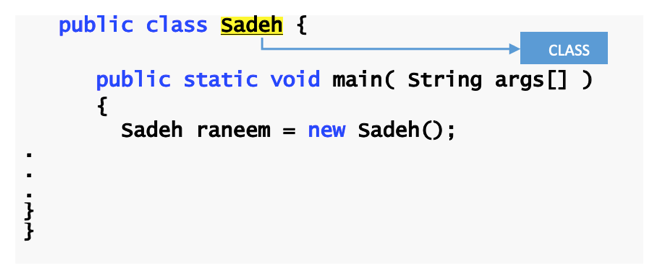 public class Sadeh {
CLASS
public static void main( String args[] )
{
Sadeh raneem = new Sadeh();
.
.
.
}
}